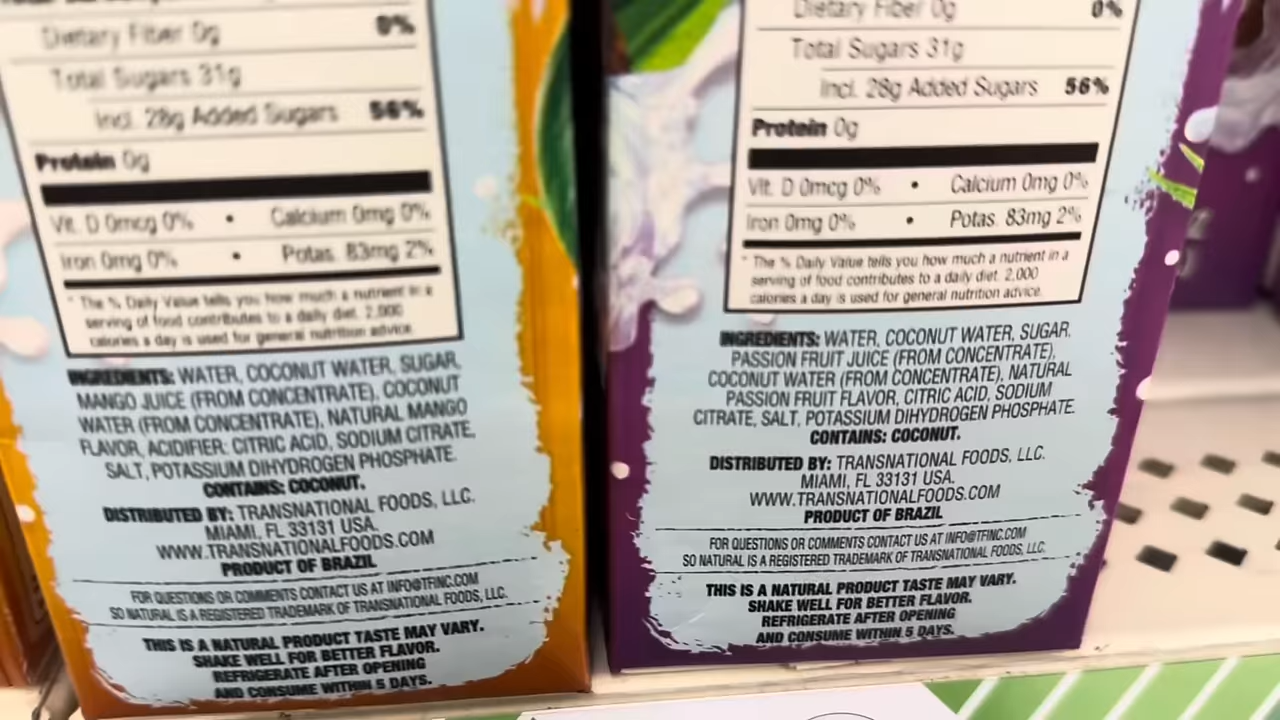 Dietary Fiber 0g 0%
Total Sugars 31g
Incl. 28g Added Sugars 56%
Protein 0g
Vit. D 0mcg 0% • Calcium 0mg 0%
Iron 0mg 0% • Potas. 83mg 2%
* The % Daily Value tells you how much a nutrient in a
serving of food contributes to a daily diet. 2,000
calories a day is used for general nutrition advice.
INGREDIENTS: WATER, COCONUT WATER, SUGAR,
MANGO JUICE (FROM CONCENTRATE), COCONUT
WATER (FROM CONCENTRATE), NATURAL MANGO
FLAVOR, ACIDIFIER: CITRIC ACID, SODIUM CITRATE,
SALT, POTASSIUM DIHYDROGEN PHOSPHATE.
CONTAINS: COCONUT.
DISTRIBUTED BY: TRANSNATIONAL FOODS, LLC.
MIAMI, FL 33131 USA.
WWW.TRANSNATIONALFOODS.COM
PRODUCT OF BRAZIL
FOR QUESTIONS OR COMMENTS CONTACT US AT INFO@TFINC.COM
SO NATURAL IS A REGISTERED TRADEMARK OF TRANSNATIONAL FOODS, LLC.
THIS IS A NATURAL PRODUCT TASTE MAY VARY.
SHAKE WELL FOR BETTER FLAVOR.
REFRIGERATE AFTER OPENING
AND CONSUME WITHIN 5 DAYS.
Dietary Fiber 0g 0%
Total Sugars 31g
Incl. 28g Added Sugars 56%
Protein 0g
Vit. D 0mcg 0% • Calcium 0mg 0%
Iron 0mg 0% • Potas. 83mg 2%
* The % Daily Value tells you how much a nutrient in a
serving of food contributes to a daily diet. 2,000
calories a day is used for general nutrition advice.
INGREDIENTS: WATER, COCONUT WATER, SUGAR,
PASSION FRUIT JUICE (FROM CONCENTRATE),
COCONUT WATER (FROM CONCENTRATE), NATURAL
PASSION FRUIT FLAVOR, CITRIC ACID, SODIUM
CITRATE, SALT, POTASSIUM DIHYDROGEN PHOSPHATE.
CONTAINS: COCONUT.
DISTRIBUTED BY: TRANSNATIONAL FOODS, LLC.
MIAMI, FL 33131 USA.
WWW.TRANSNATIONALFOODS.COM
PRODUCT OF BRAZIL
FOR QUESTIONS OR COMMENTS CONTACT US AT INFO@TFINC.COM
SO NATURAL IS A REGISTERED TRADEMARK OF TRANSNATIONAL FOODS, LLC.
THIS IS A NATURAL PRODUCT TASTE MAY VARY.
SHAKE WELL FOR BETTER FLAVOR.
REFRIGERATE AFTER OPENING
AND CONSUME WITHIN 5 DAYS.